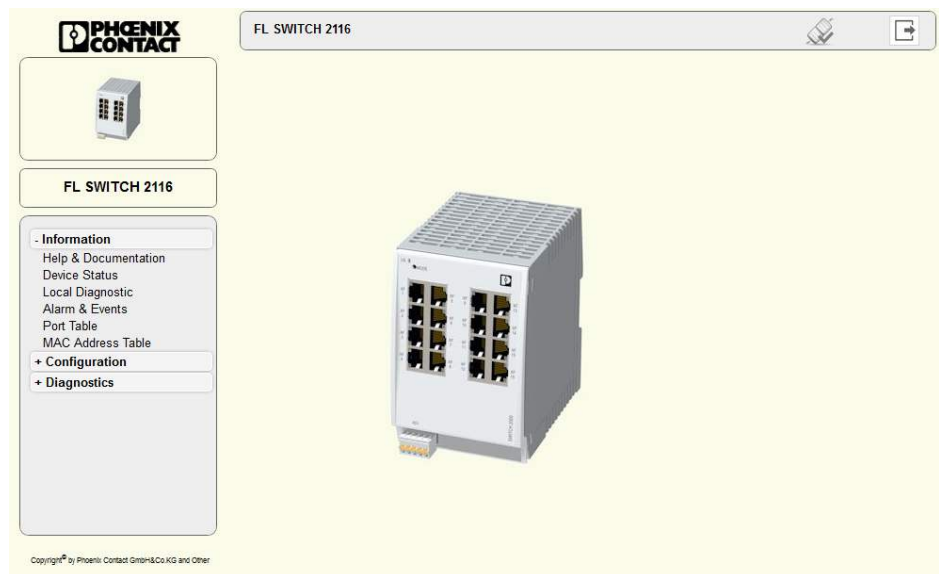 PHŒNIX
CONTACT
FL SWITCH 2116
FL SWITCH 2116
- Information
Help & Documentation
Device Status
Local Diagnostic
Alarm & Events
Port Table
MAC Address Table
+ Configuration
+ Diagnostics
Copyright© by Phoenix Contact GmbH&Co.KG and Other